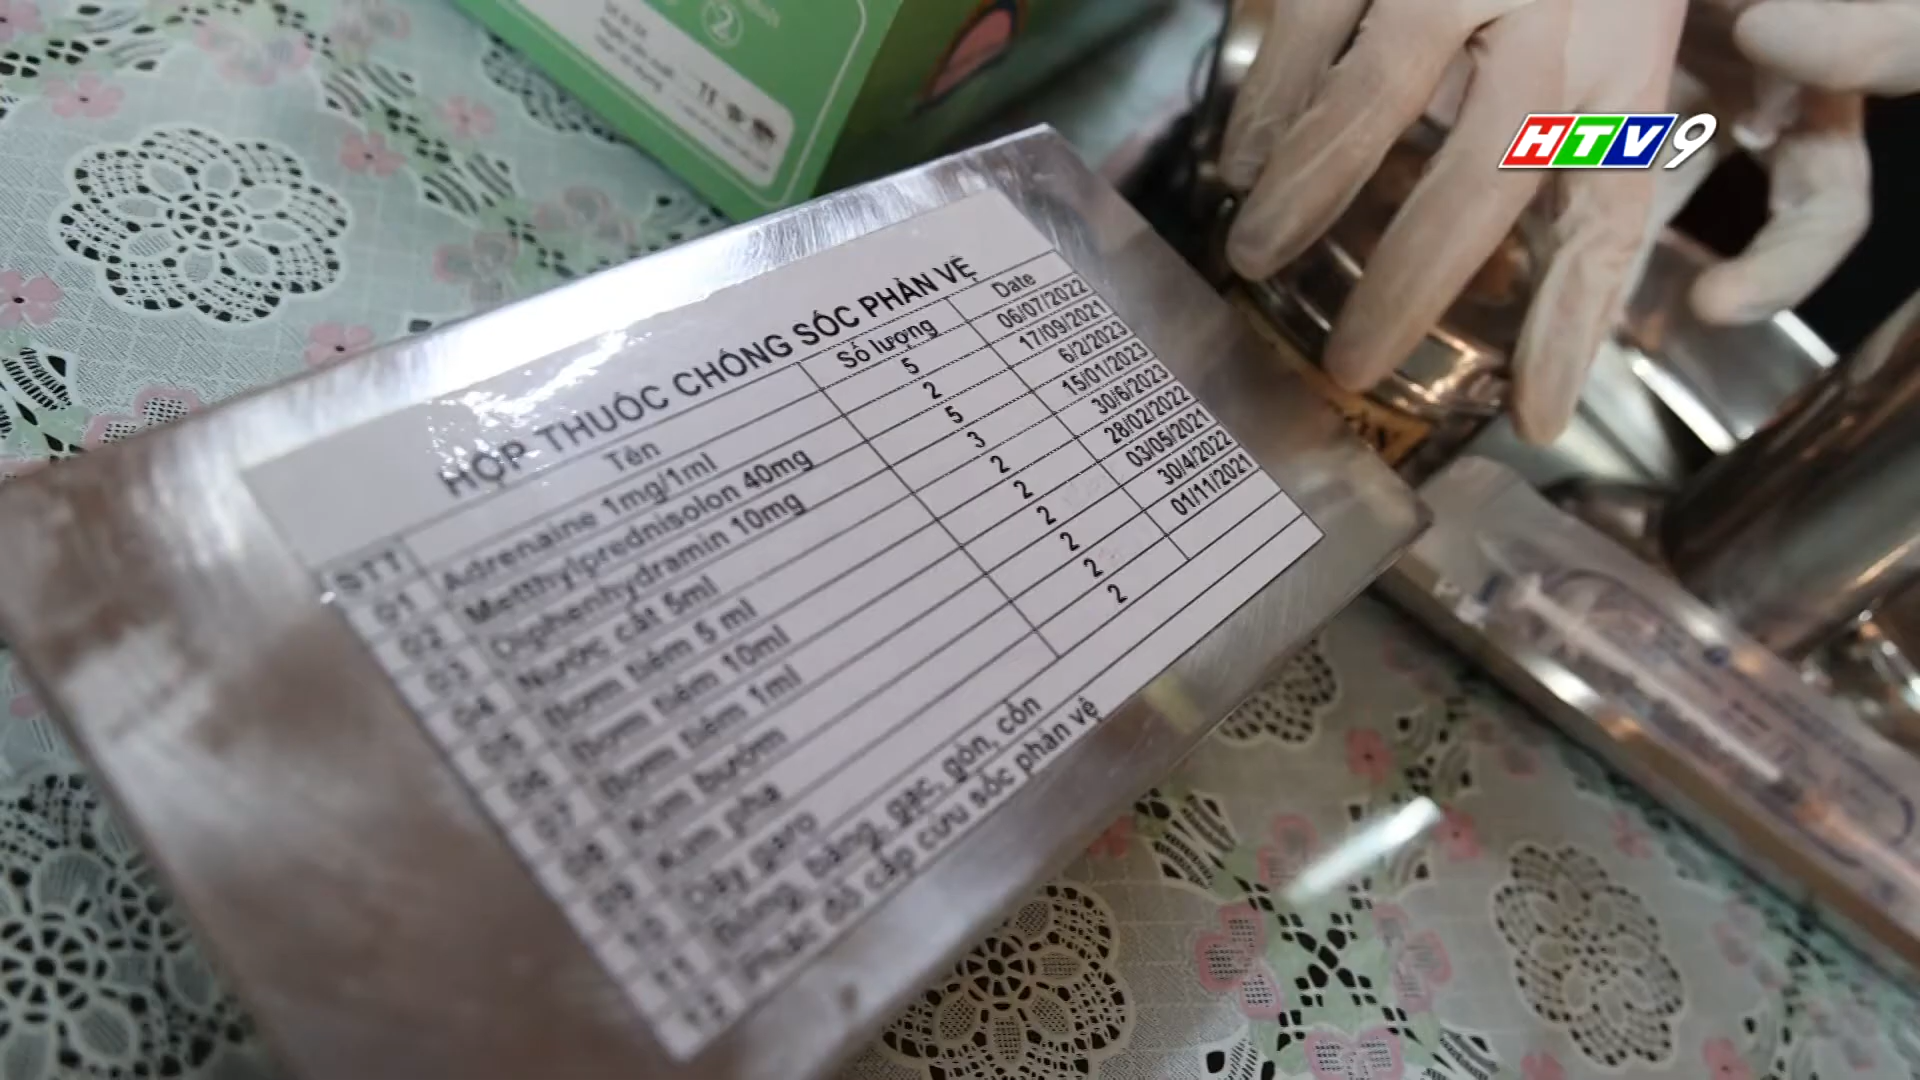 HTV9
HỘP THUỐC CHỐNG SỐC PHẢN VỆ
STT Tên Số lượng Date
01 Adrenaine 1mg/1ml 5 06/07/2022
02 Metthylprednisolon 40mg 2 17/09/2021
03 Diphenhydramin 10mg 5 6/2/2023
04 Nước cất 5ml 3 15/01/2023
05 Bơm tiêm 5 ml 2 30/6/2023
06 Bơm tiêm 10ml 2 28/02/2022
07 Bơm tiêm 1ml 2 03/05/2021
08 Kim bướm 2 30/4/2022
09 Kim pha 2 01/11/2021
10 Dây garo 2
11 Bông, băng, gạc, gòn, cồn
12 Phác đồ cấp cứu sốc phản vệ